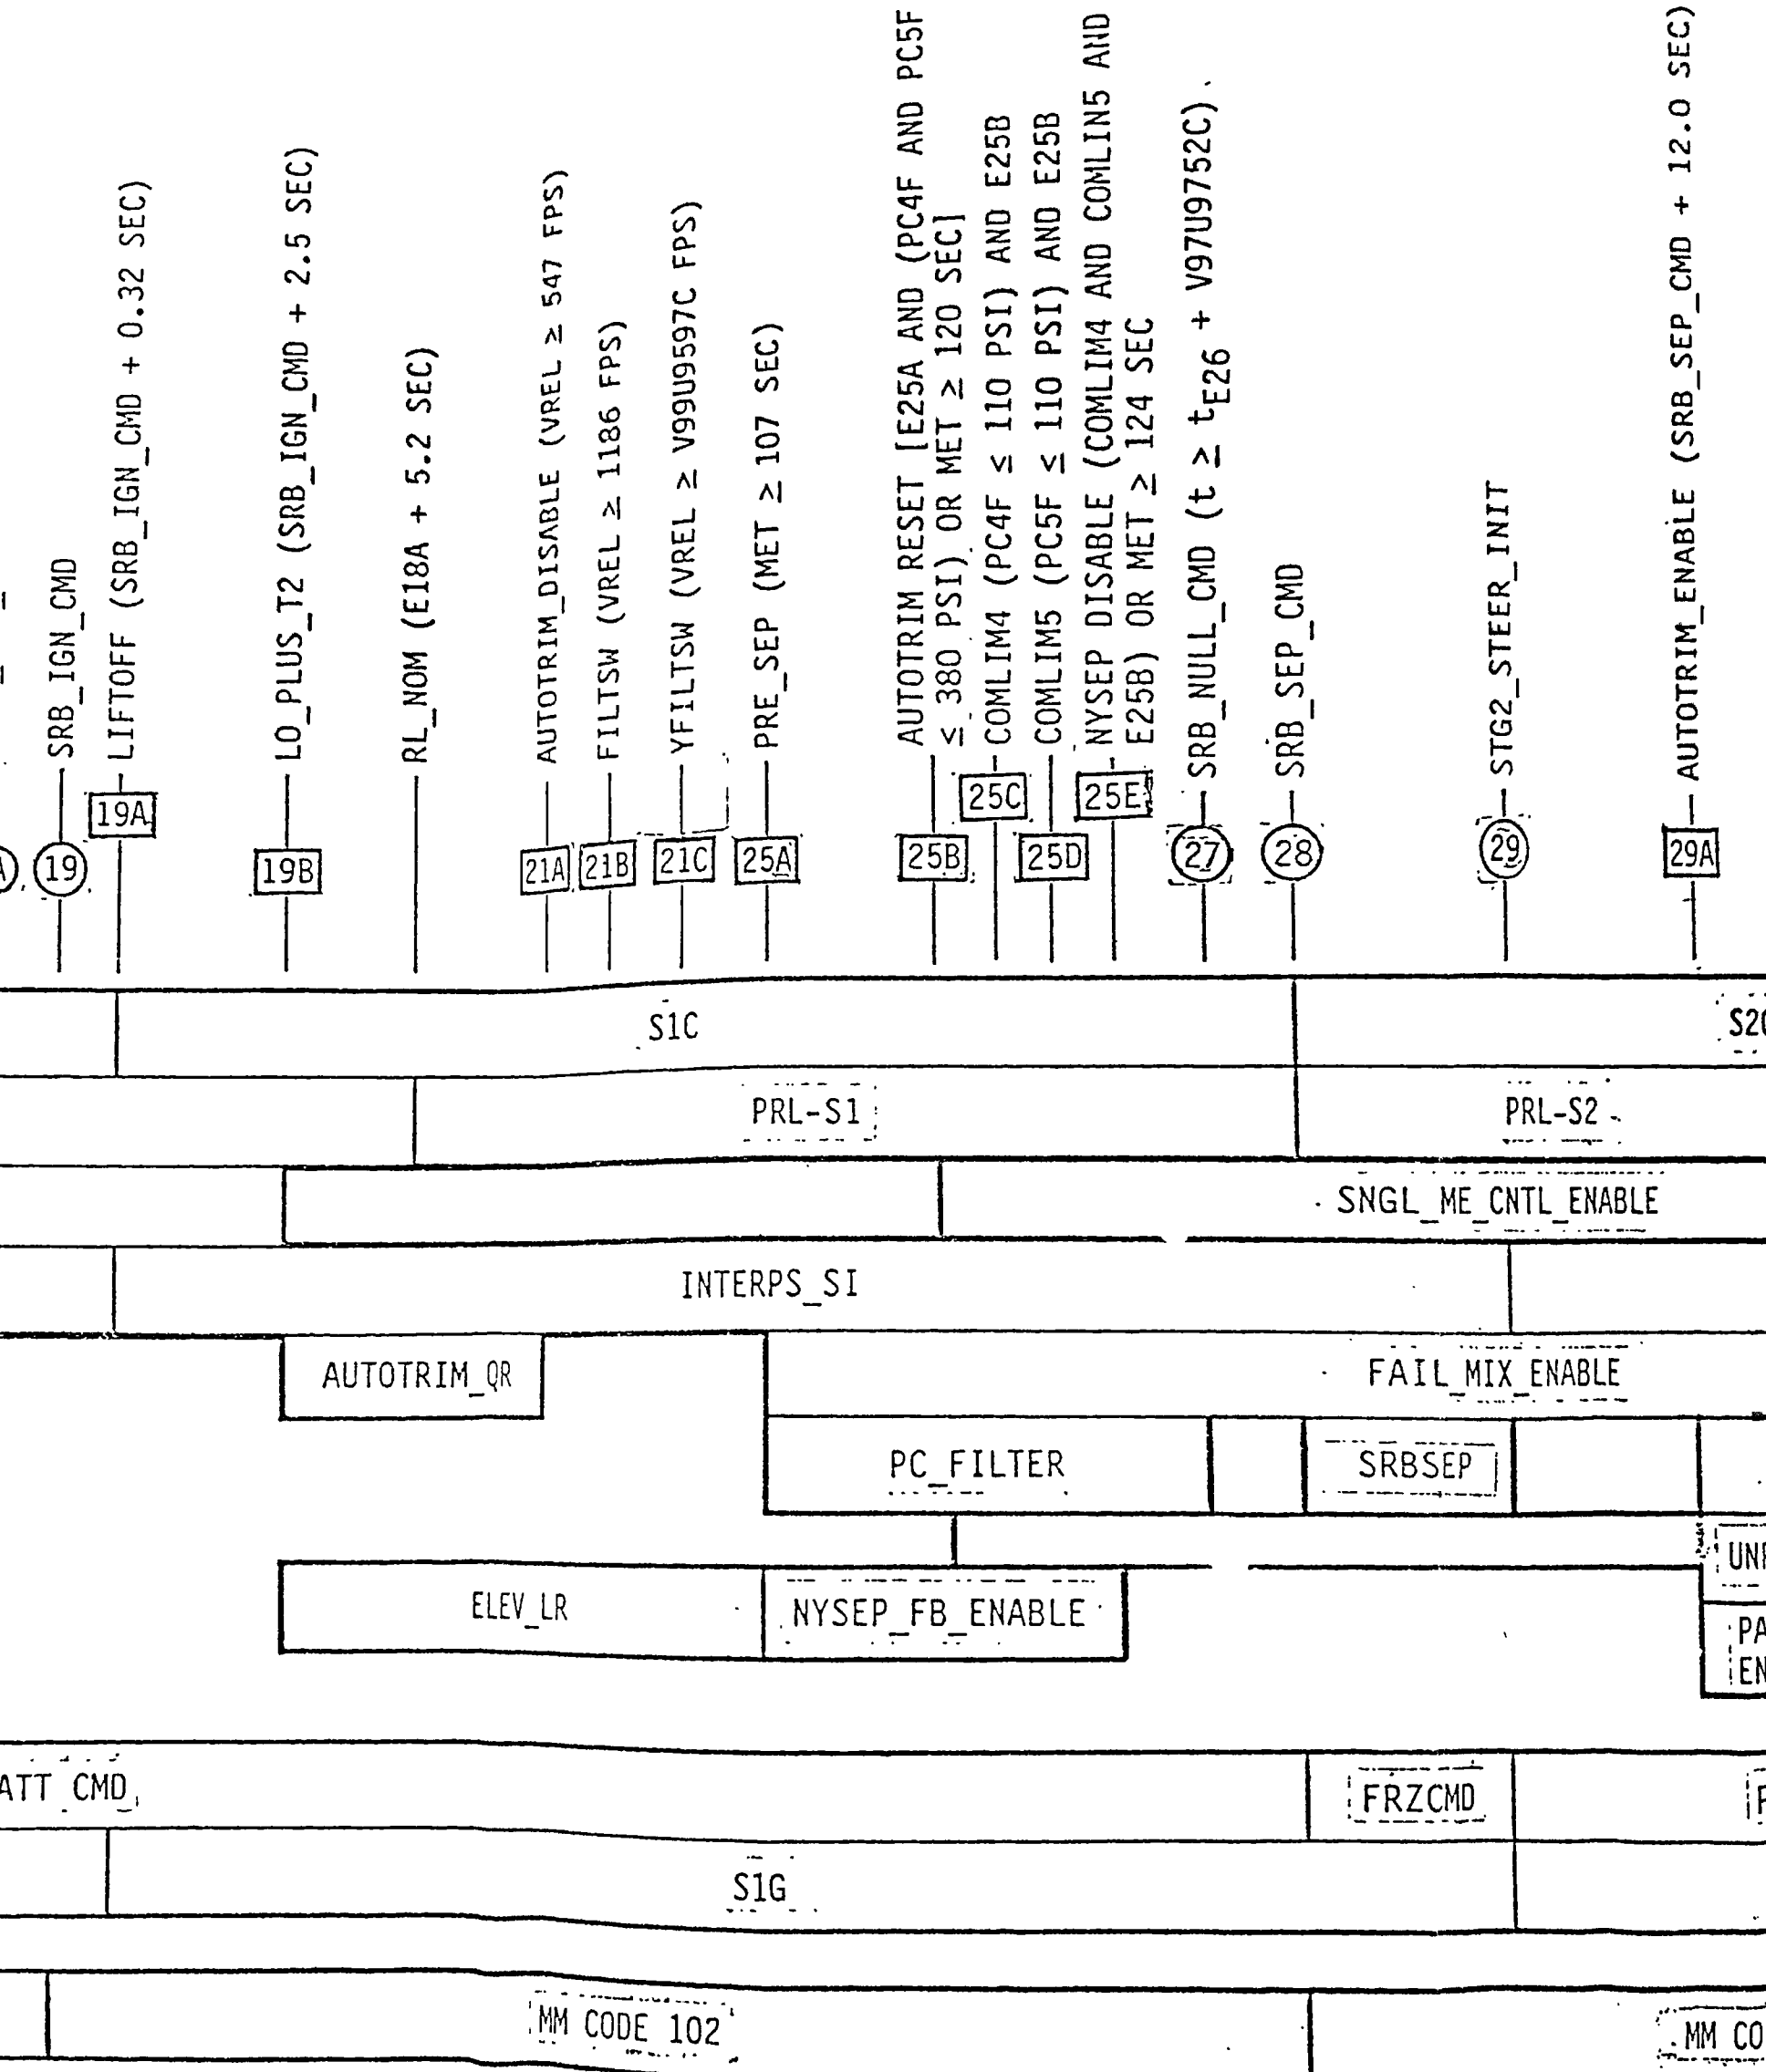 SRB_IGN_CMD
LIFTOFF (SRB_IGN_CMD + 0.32 SEC)
LO_PLUS_T2 (SRB_IGN_CMD + 2.5 SEC)
RL_NOM (E18A + 5.2 SEC)
AUTOTRIM_DISABLE (VREL ≥ 547 FPS)
FILTSW (VREL ≥ 1186 FPS)
YFILTSW (VREL ≥ V99U9597C FPS)
PRE_SEP (MET ≥ 107 SEC)
AUTOTRIM RESET [E25A AND (PC4F AND PC5F
≤ 380 PSI) OR MET ≥ 120 SEC]
COMLIM4 (PC4F ≤ 110 PSI) AND E25B
COMLIM5 (PC5F ≤ 110 PSI) AND E25B
NYSEP DISABLE (COMLIM4 AND COMLIN5 AND
E25B) OR MET ≥ 124 SEC
SRB_NULL_CMD (t ≥ tE26 + V97U9752C)
SRB_SEP_CMD
STG2_STEER_INIT
AUTOTRIM_ENABLE (SRB_SEP_CMD + 12.0 SEC)
19
19A
19B
21A
21B
21C
25A
25B
25C
25D
25E
27
28
29
29A
S1C
PRL-S1
PRL-S2
SNGL_ME_CNTL_ENABLE
INTERPS_SI
AUTOTRIM_QR
FAIL_MIX_ENABLE
PC_FILTER
SRBSEP
ELEV_LR
NYSEP_FB_ENABLE
ATT CMD
FRZCMD
S1G
MM CODE 102
MM CO